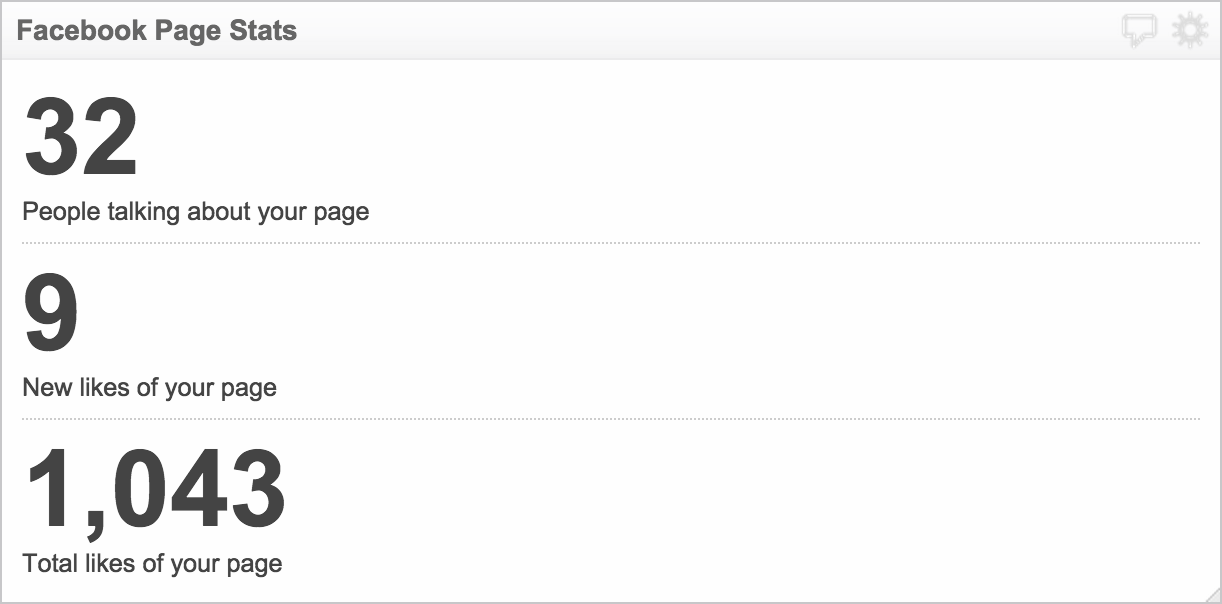 Facebook Page Stats
32
People talking about your page
9
New likes of your page
1,043
Total likes of your page